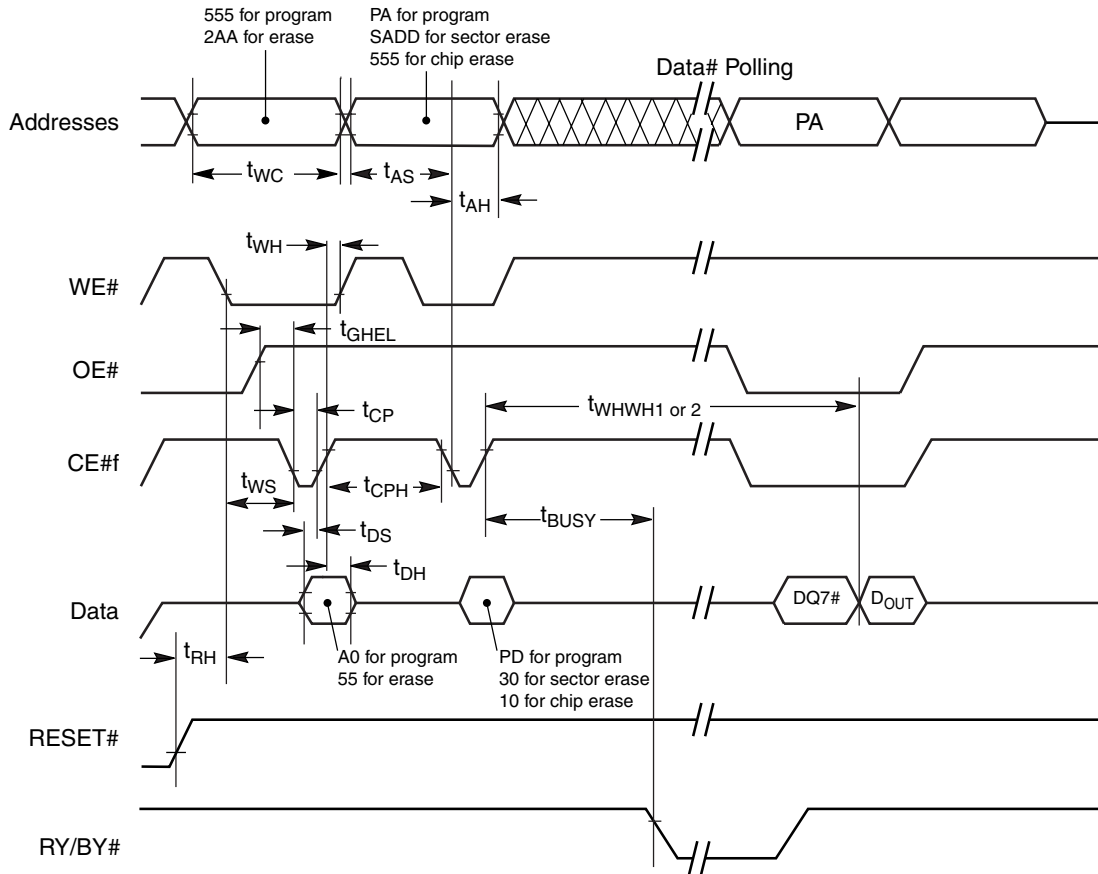 555 for program
2AA for erase
PA for program
SADD for sector erase
555 for chip erase
Data# Polling
Addresses
PA
tWC
tAS
tAH
tWH
WE#
tGHEL
OE#
tCP
tWHWH1 or 2
CE#f
tWS
tCPH
tBUSY
tDS
tDH
Data
DQ7#
DOUT
tRH
A0 for program
55 for erase
PD for program
30 for sector erase
10 for chip erase
RESET#
RY/BY#